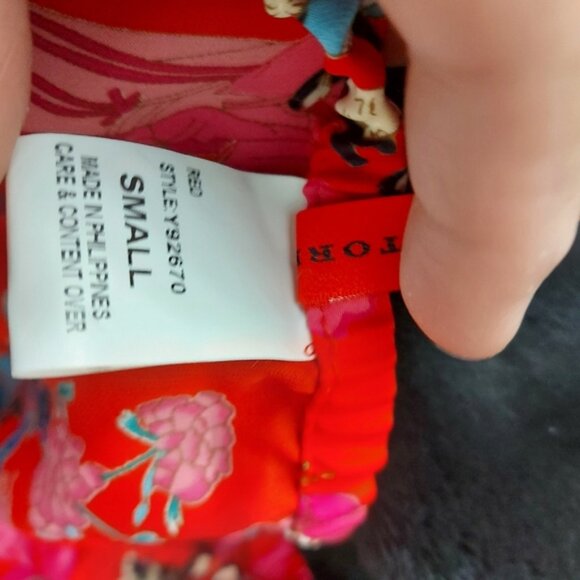 RED
STYLE:Y92670
SMALL
MADE IN PHILIPPINES
CARE & CONTENT OVER
TORI